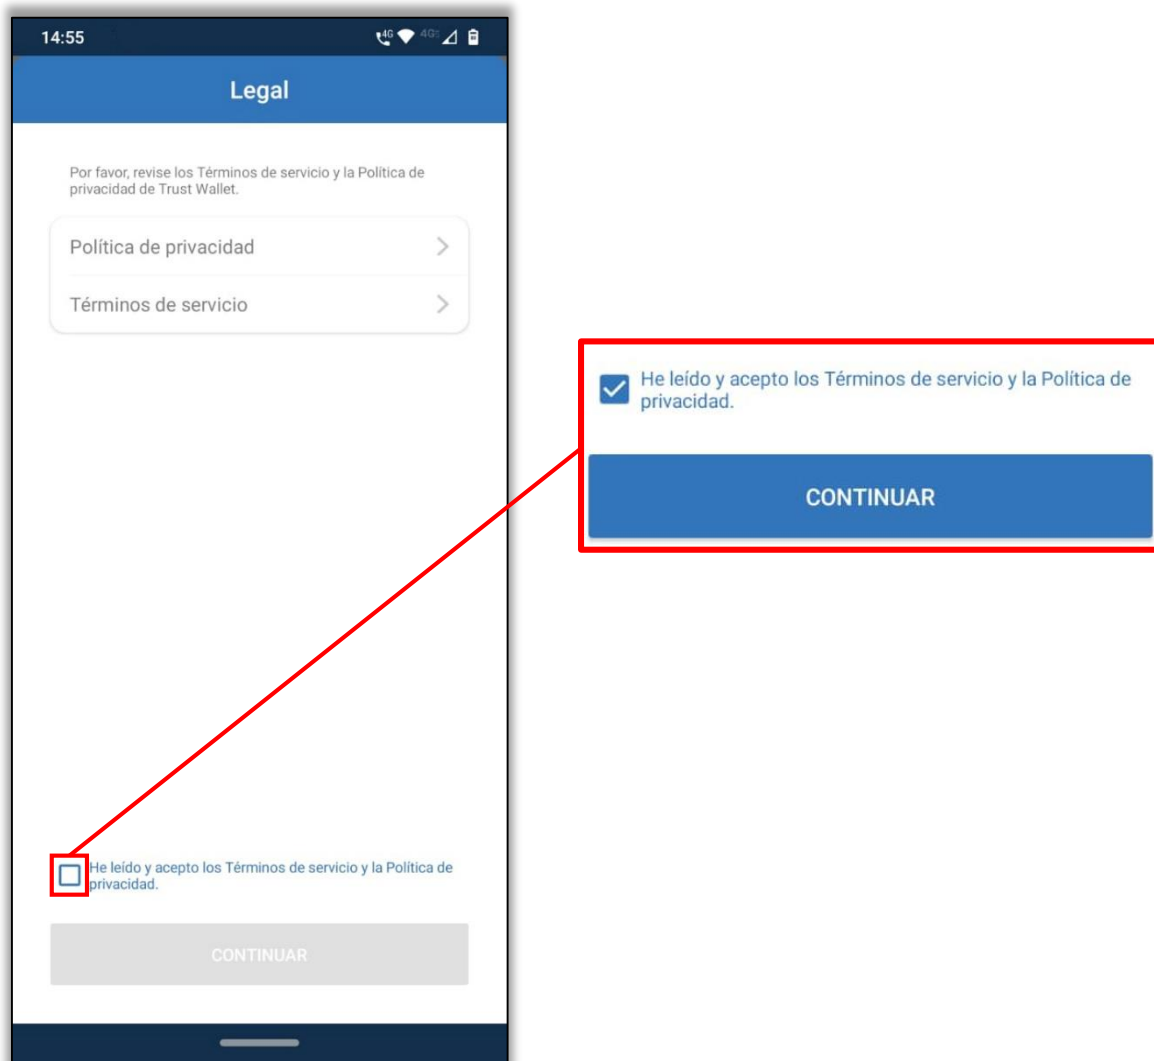 14:55
4G
4G
Legal
Por favor, revise los Términos de servicio y la Política de
privacidad de Trust Wallet.
Política de privacidad
Términos de servicio
He leído y acepto los Términos de servicio y la Política de
privacidad.
CONTINUAR
He leído y acepto los Términos de servicio y la Política de
privacidad.
CONTINUAR